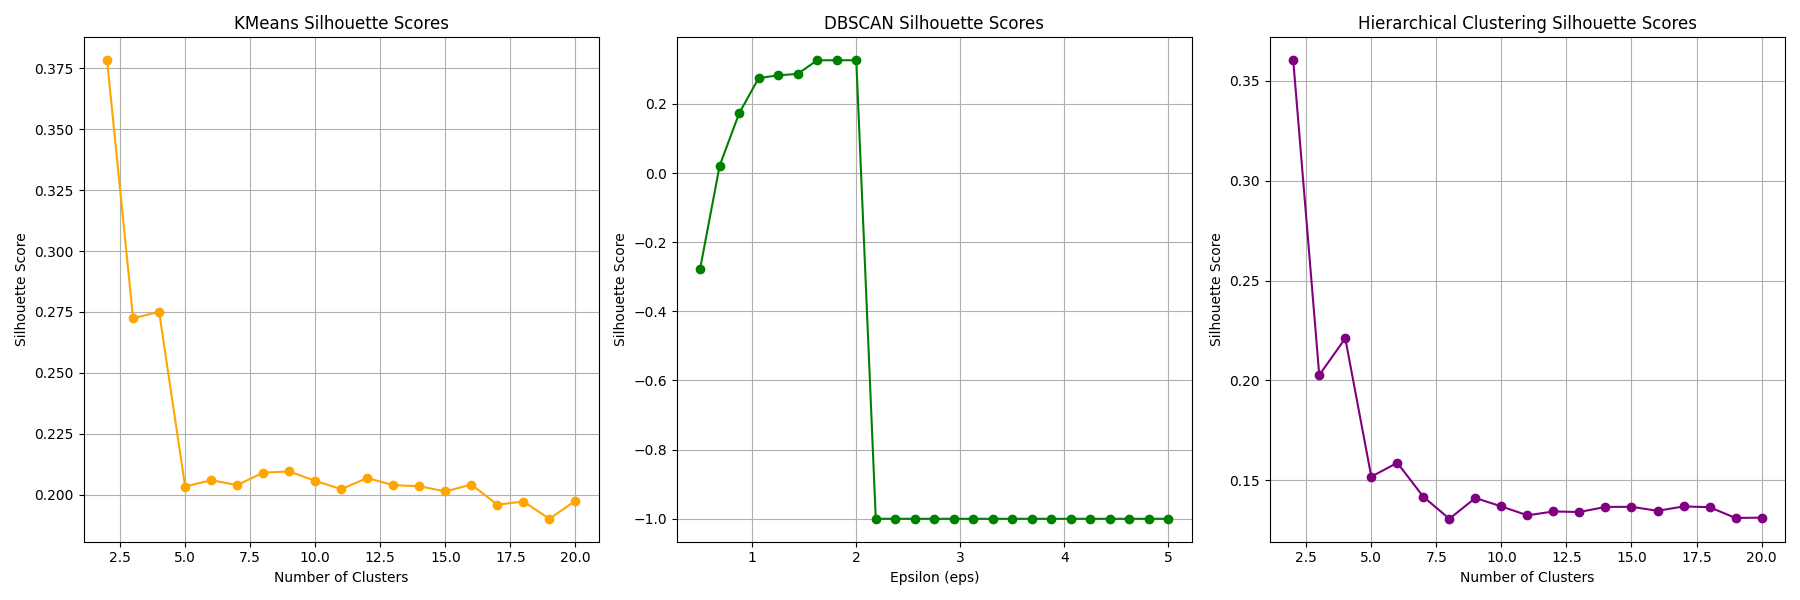 KMeans Silhouette Scores
Silhouette Score
0.375
0.350
0.325
0.300
0.275
0.250
0.225
0.200
2.5 5.0 7.5 10.0 12.5 15.0 17.5 20.0
Number of Clusters
DBSCAN Silhouette Scores
Silhouette Score
0.2
0.0
−0.2
−0.4
−0.6
−0.8
−1.0
1 2 3 4 5
Epsilon (eps)
Hierarchical Clustering Silhouette Scores
Silhouette Score
0.35
0.30
0.25
0.20
0.15
2.5 5.0 7.5 10.0 12.5 15.0 17.5 20.0
Number of Clusters